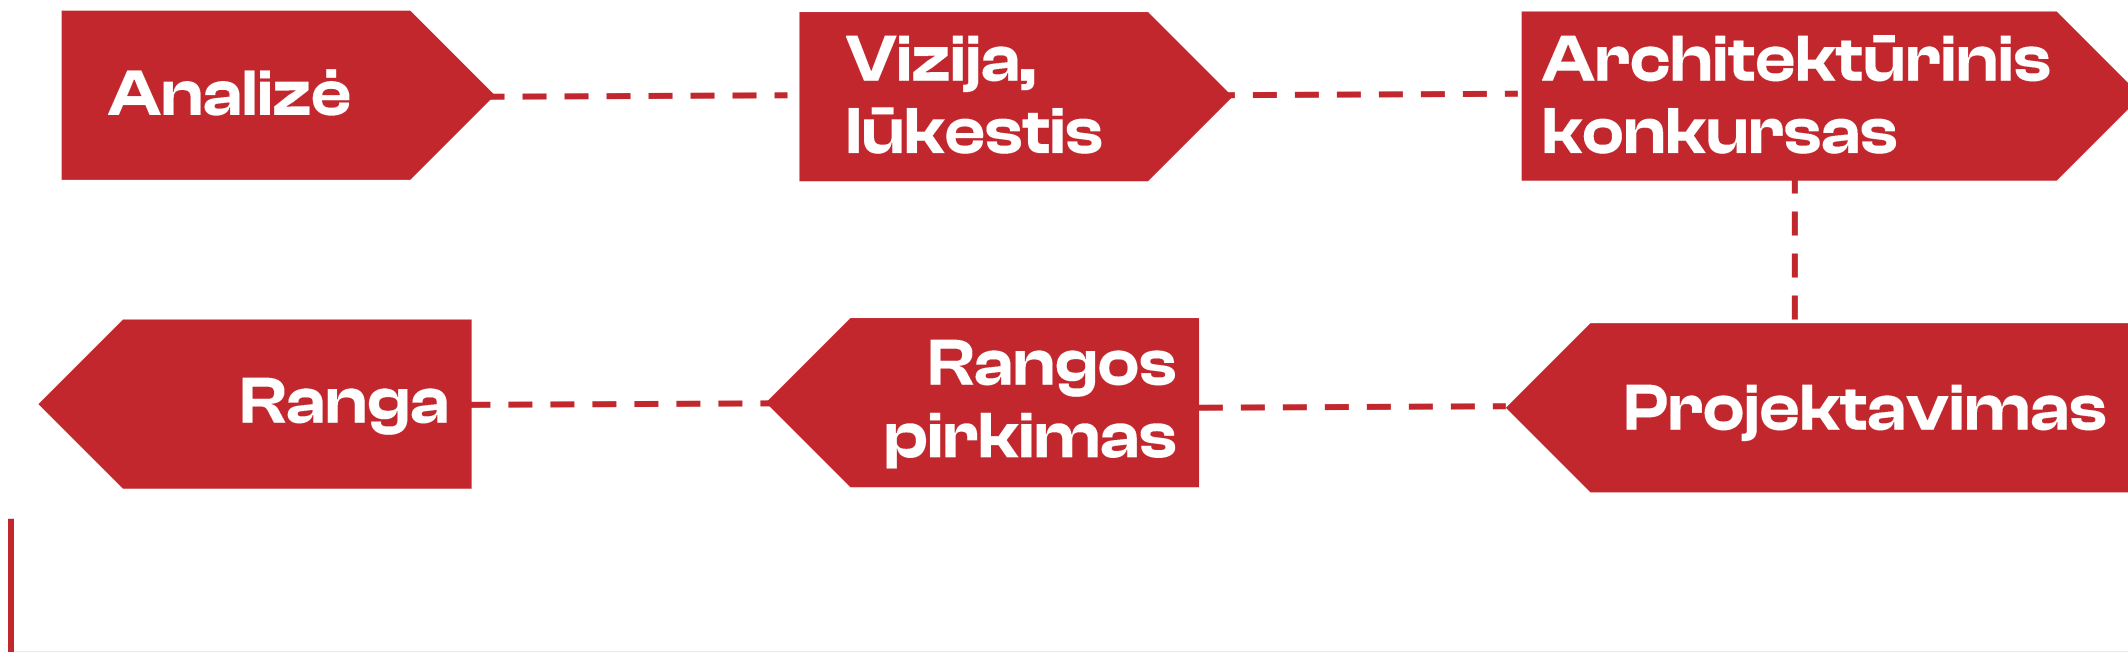 Analizė
Vizija,
lūkestis
Architektūrinis
konkursas
Projektavimas
Rangos
pirkimas
Ranga